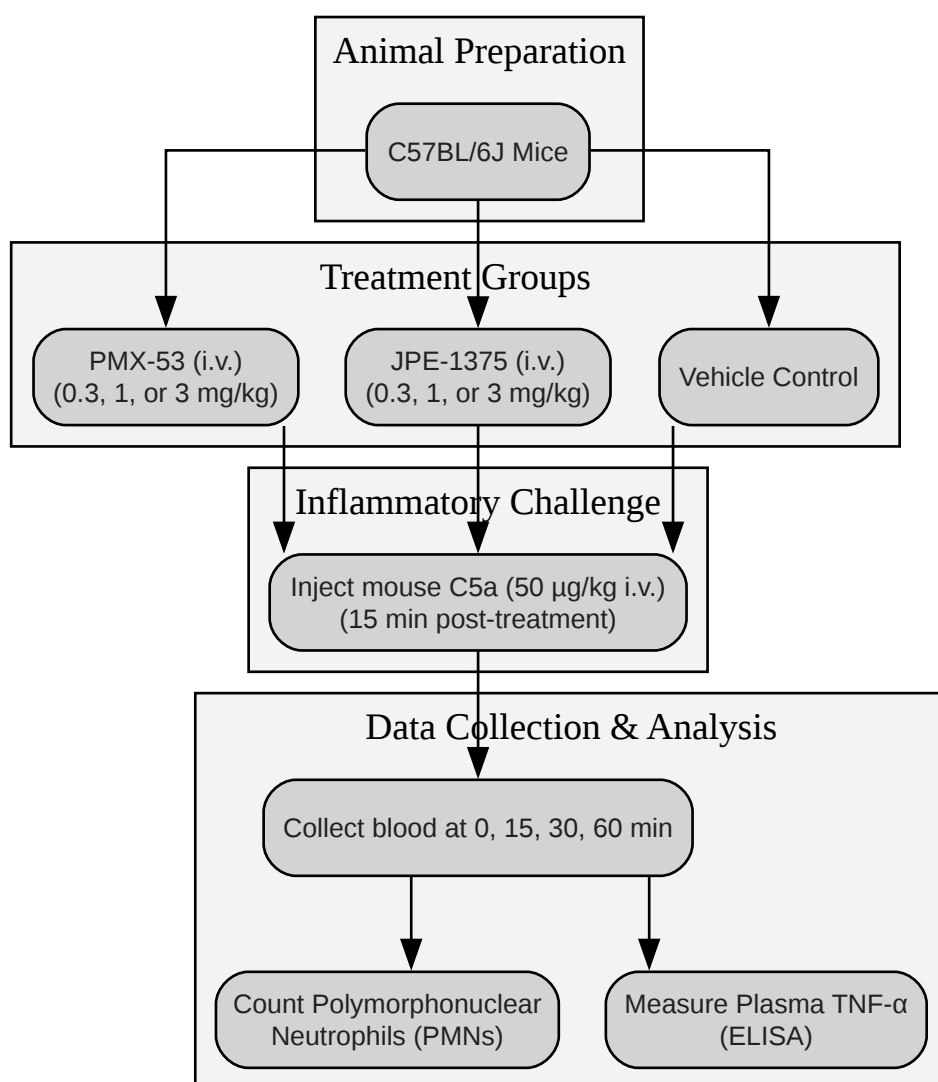 Animal Preparation
C57BL/6J Mice
Treatment Groups
PMX-53 (i.v.)
(0.3, 1, or 3 mg/kg)
JPE-1375 (i.v.)
(0.3, 1, or 3 mg/kg)
Vehicle Control
Inflammatory Challenge
Inject mouse C5a (50 µg/kg i.v.)
(15 min post-treatment)
Data Collection & Analysis
Collect blood at 0, 15, 30, 60 min
Count Polymorphonuclear
Neutrophils (PMNs)
Measure Plasma TNF-α
(ELISA)